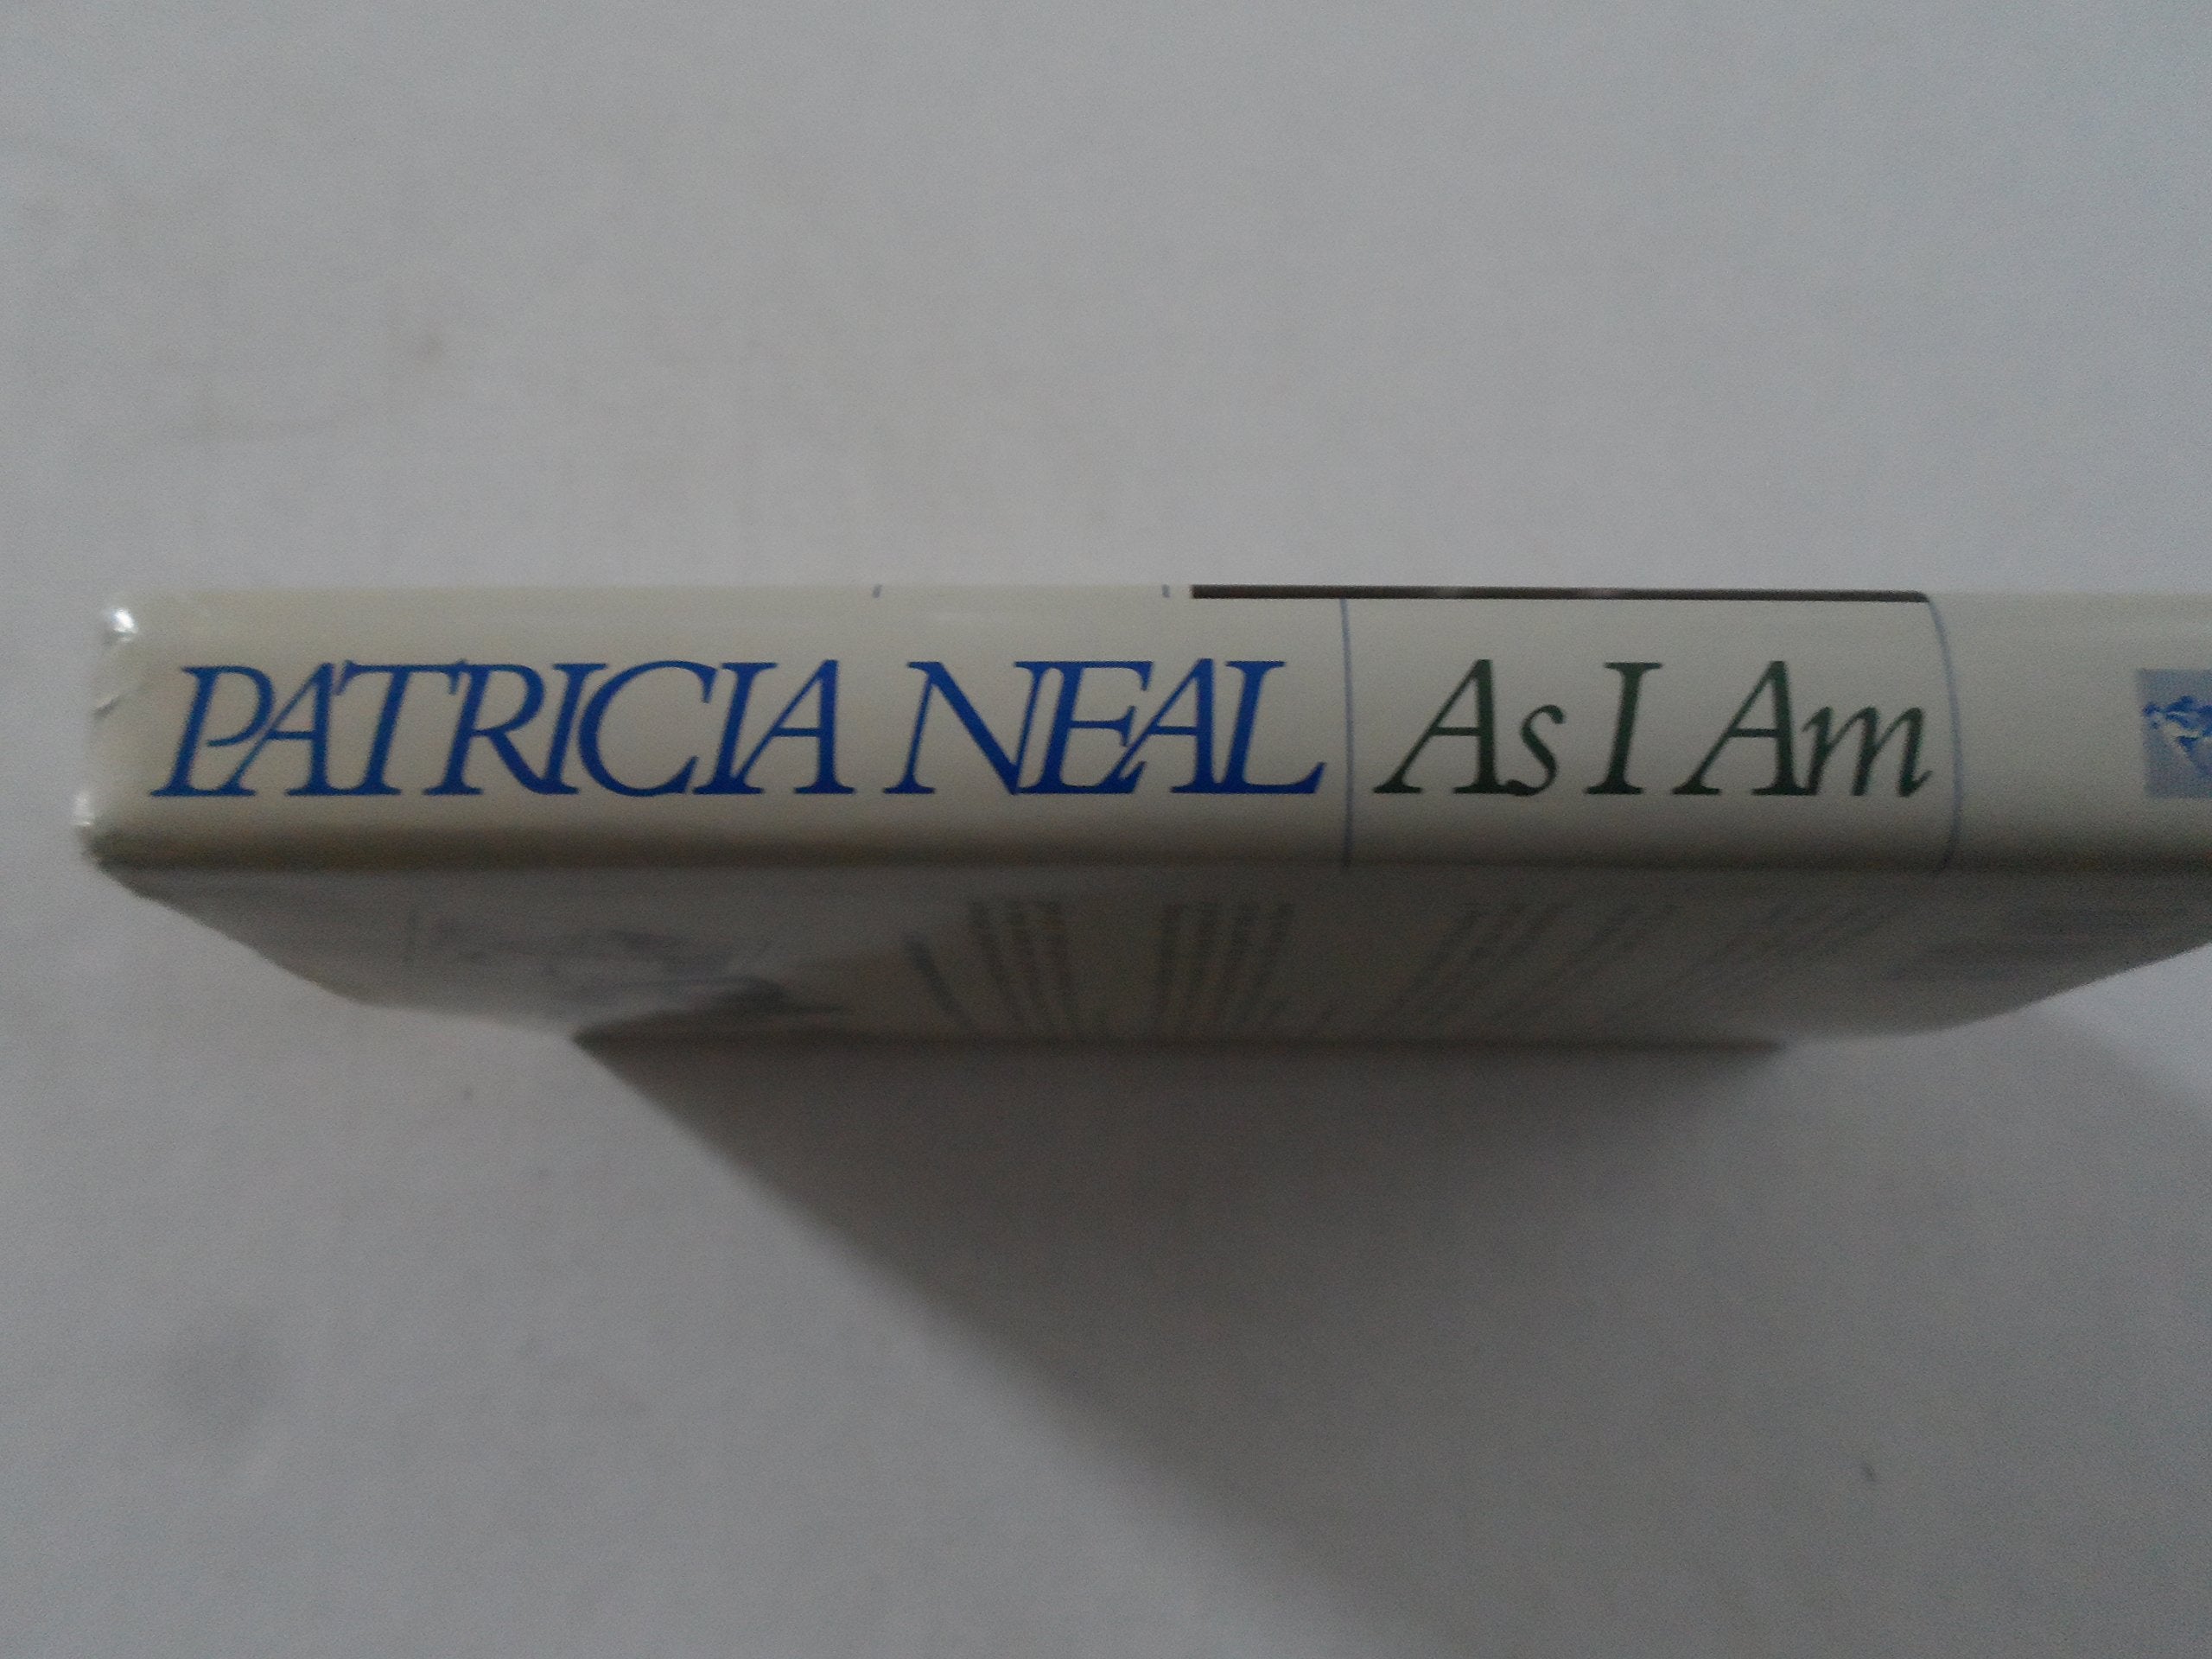 PATRICIA NEAL As I Am